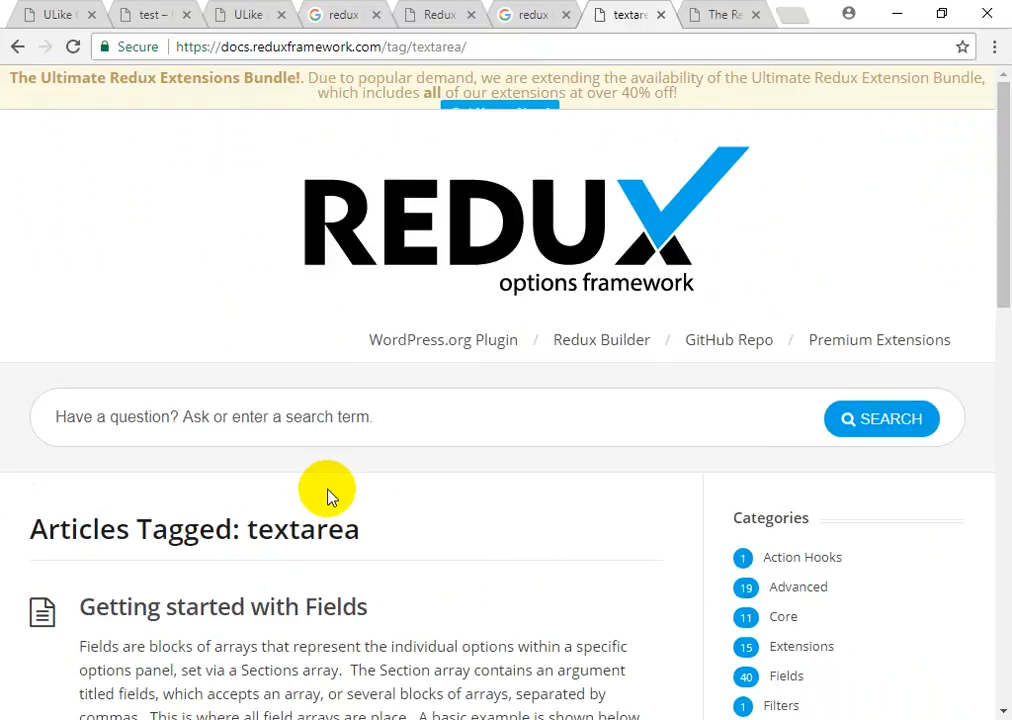 ULike
test –
ULike
redux
Redux
redux
textare
The Re
Secure
https://docs.reduxframework.com/tag/textarea/
The Ultimate Redux Extensions Bundle!. Due to popular demand, we are extending the availability of the Ultimate Redux Extension Bundle,
which includes all of our extensions at over 40% off!
REDUX
options framework
WordPress.org Plugin / Redux Builder / GitHub Repo / Premium Extensions
Have a question? Ask or enter a search term.
SEARCH
Articles Tagged: textarea
Getting started with Fields
Fields are blocks of arrays that represent the individual options within a specific
options panel, set via a Sections array. The Section array contains an argument
titled fields, which accepts an array, or several blocks of arrays, separated by
commas. This is where all field arrays are place. A basic example is shown below
Categories
1 Action Hooks
19 Advanced
11 Core
15 Extensions
40 Fields
1 Filters